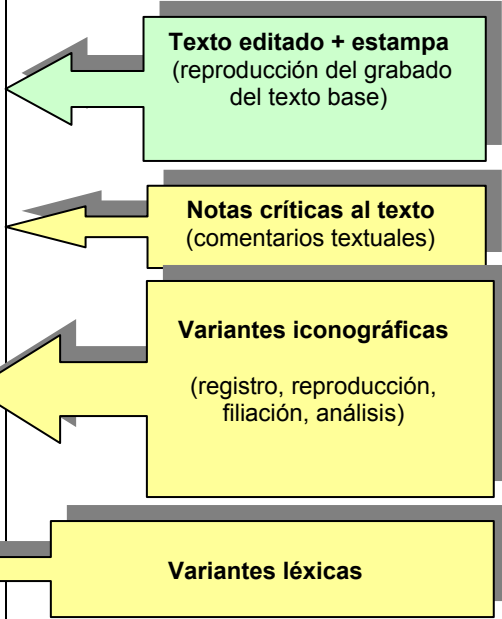 Texto editado + estampa
(reproducción del grabado
del texto base)
Notas críticas al texto
(comentarios textuales)
Variantes iconográficas
(registro, reproducción,
filiación, análisis)
Variantes léxicas